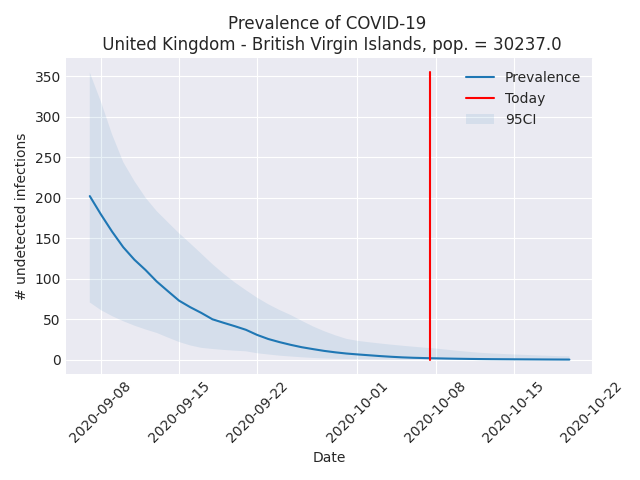 Prevalence of COVID-19
United Kingdom - British Virgin Islands, pop. = 30237.0
Prevalence
Today
95CI
350
300
250
200
150
100
50
0
# undetected infections
2020-09-08
2020-09-15
2020-09-22
2020-10-01
2020-10-08
2020-10-15
2020-10-22
Date